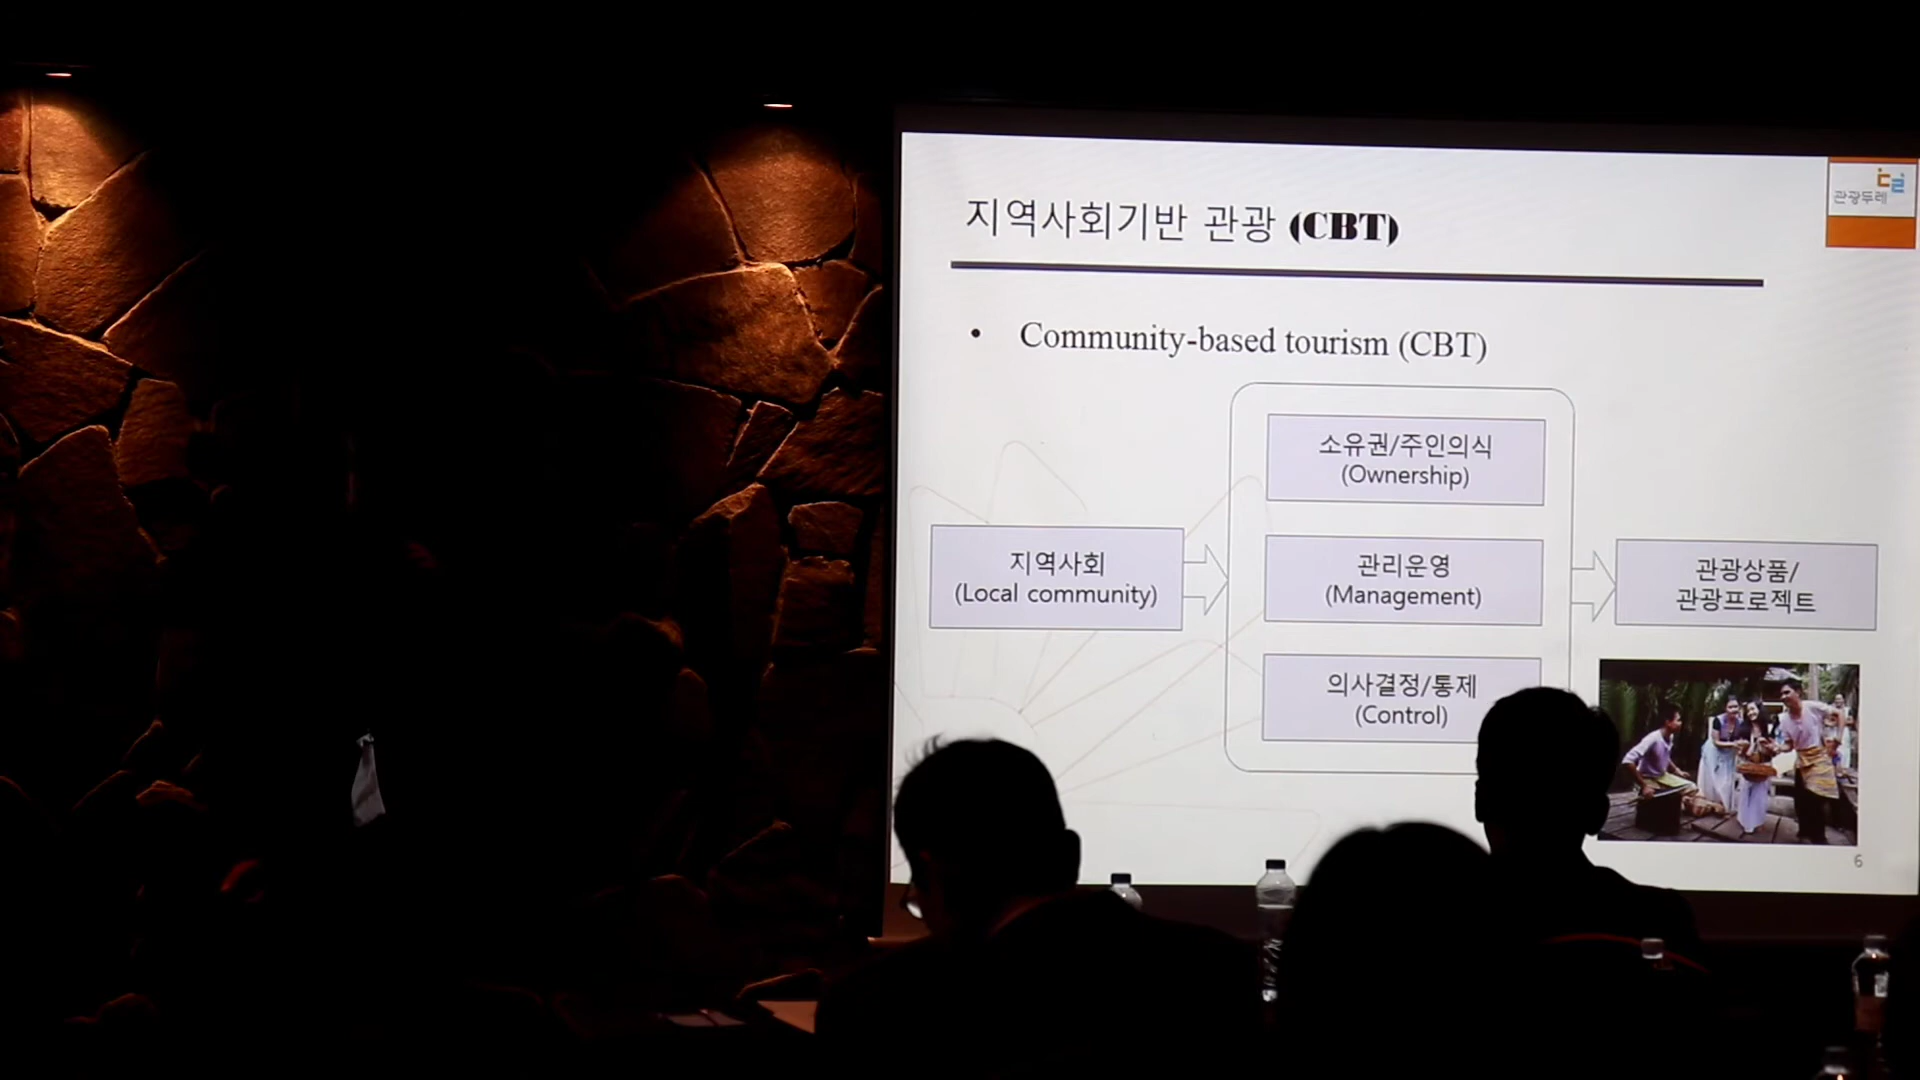 지역사회기반 관광 (CBT)
관광두레
• Community-based tourism (CBT)
소유권/주인의식
(Ownership)
지역사회
(Local community)
관리운영
(Management)
의사결정/통제
(Control)
관광상품/
관광프로젝트
6